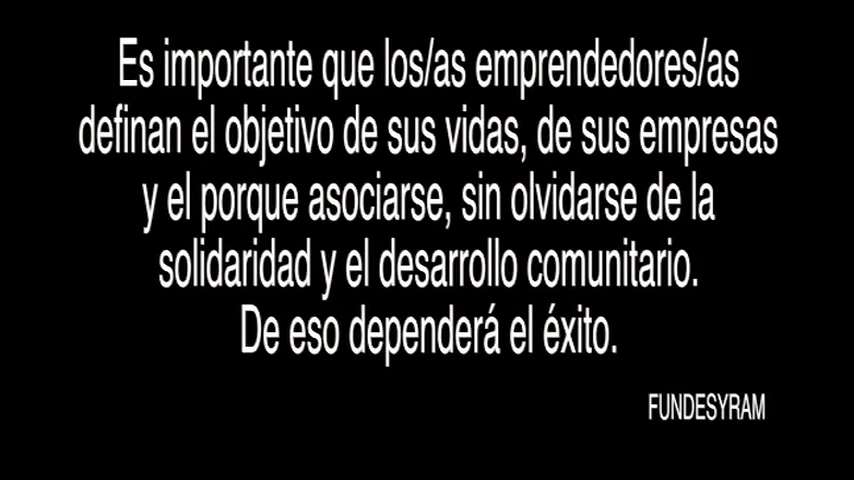 Es importante que los/as emprendedores/as
definan el objetivo de sus vidas, de sus empresas
y el porque asociarse, sin olvidarse de la
solidaridad y el desarrollo comunitario.
De eso dependerá el éxito.
FUNDESYRAM